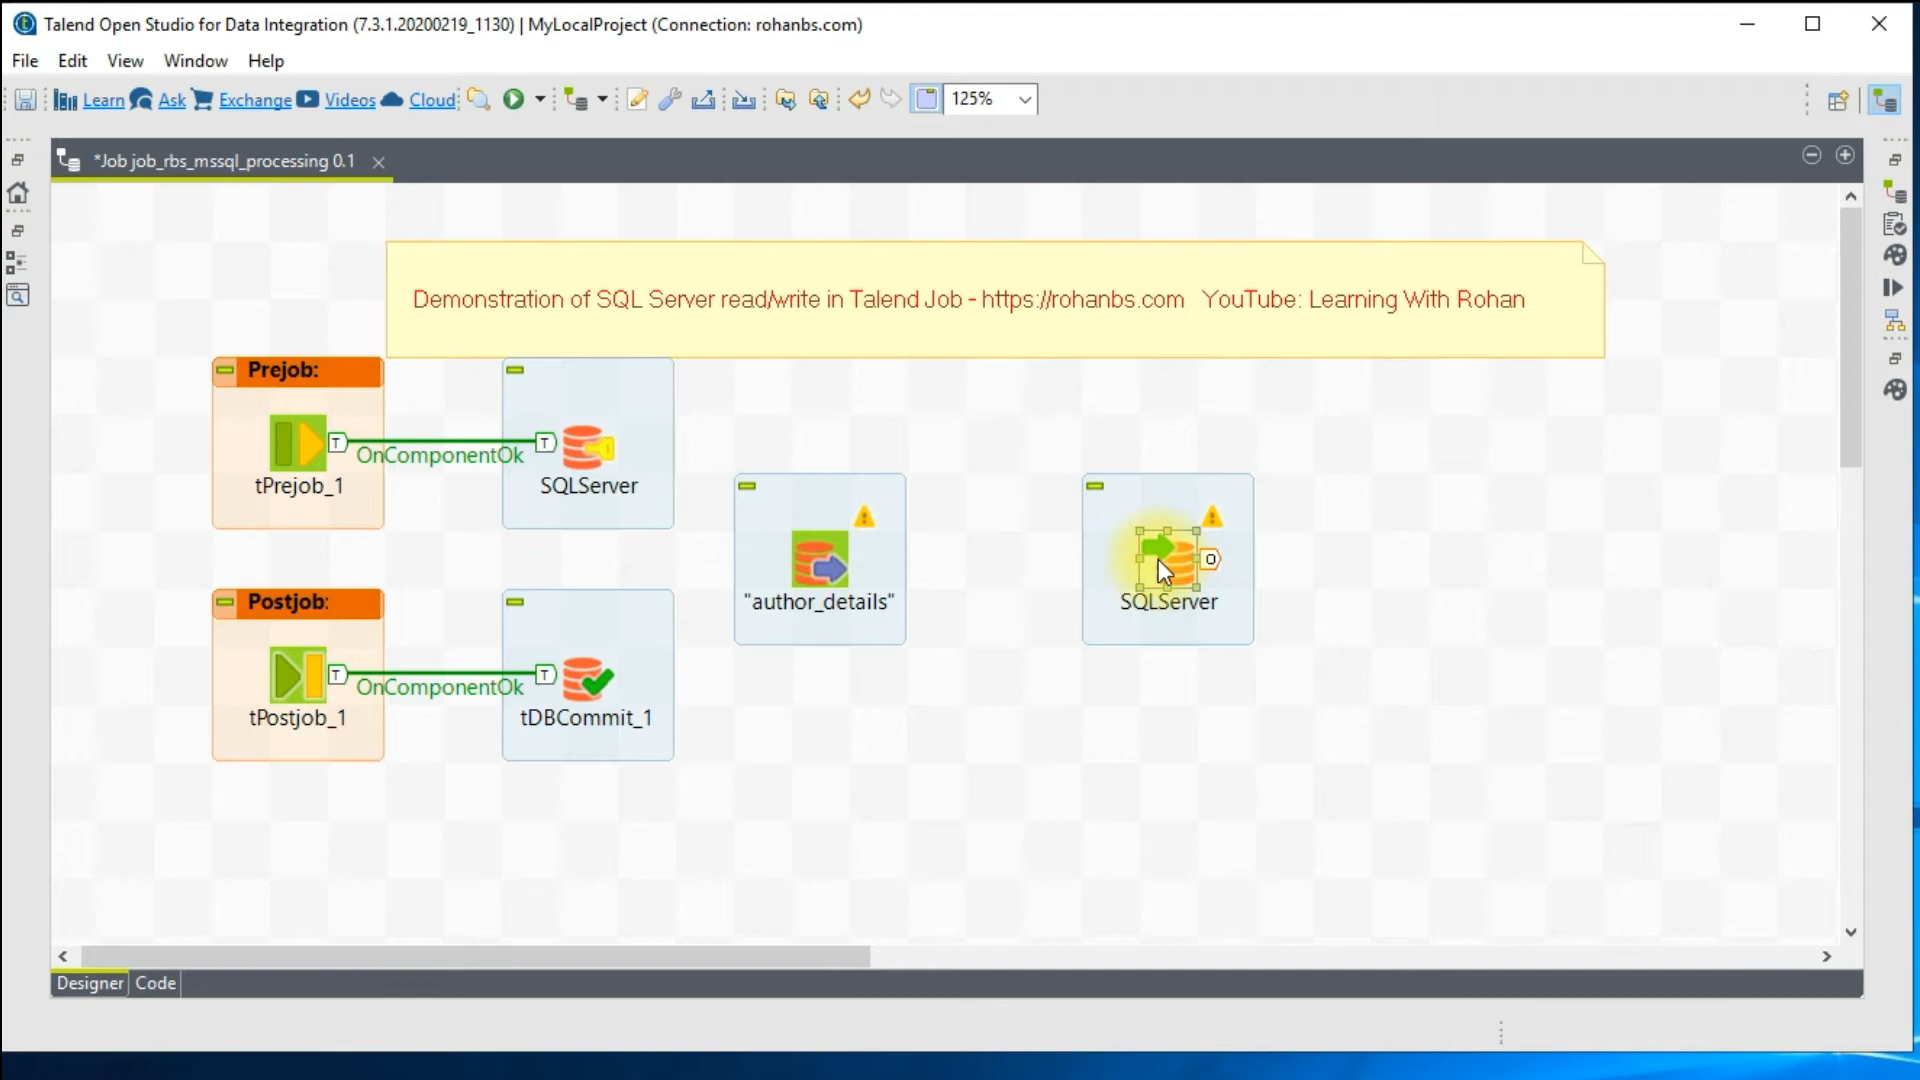 Talend Open Studio for Data Integration (7.3.1.20200219_1130) | MyLocalProject (Connection: rohanbs.com)
File Edit View Window Help
Learn Ask Exchange Videos Cloud 125%
*Job job_rbs_mssql_processing 0.1
Demonstration of SQL Server read/write in Talend Job - https://rohanbs.com YouTube: Learning With Rohan
Prejob:
T OnComponentOk T
tPrejob_1 SQLServer
O
"author_details" SQLServer
Postjob:
T OnComponentOk T
tPostjob_1 tDBCommit_1
Designer Code